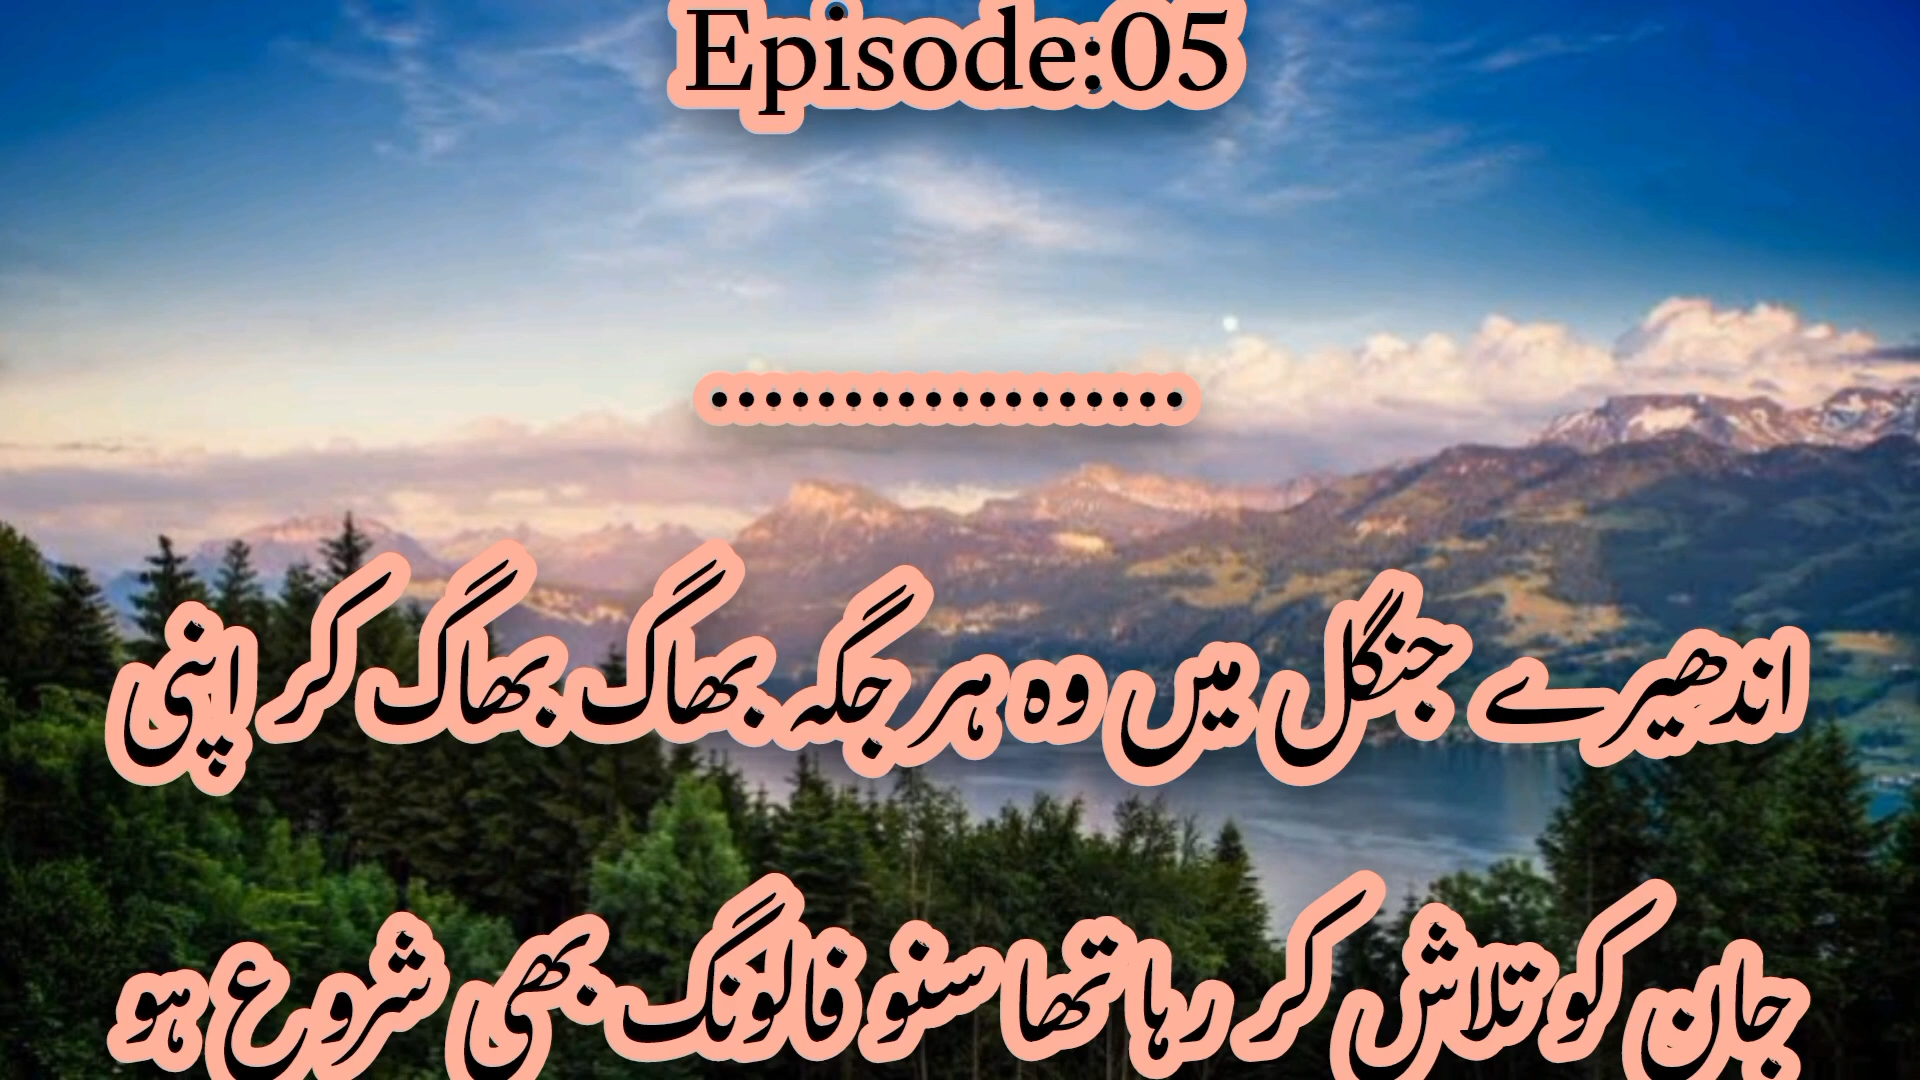 Episode:05
..................
اندھیرے جنگل میں وہ ہر جگہ بھاگ بھاگ کر اپنی
جان کو تلاش کر رہا تھا سنو فالونگ بھی شروع ہو